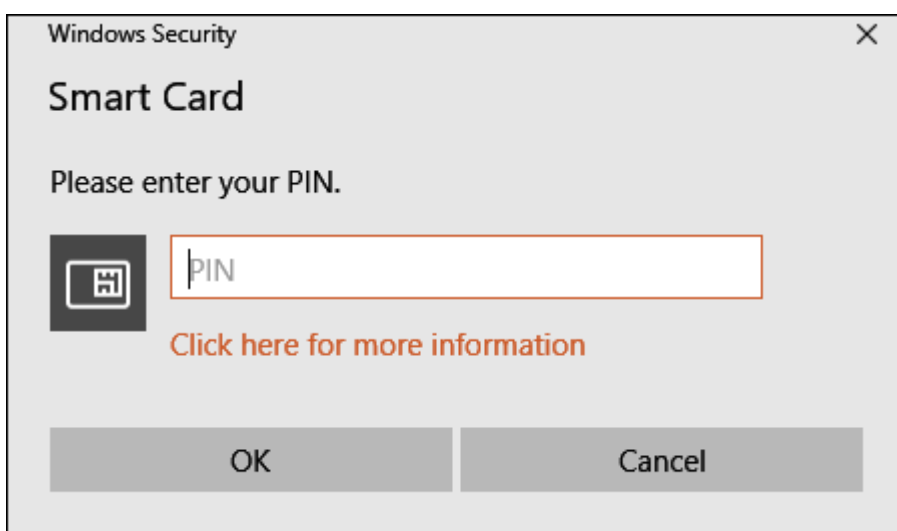 Windows Security
Smart Card
Please enter your PIN.
PIN
Click here for more information
OK
Cancel